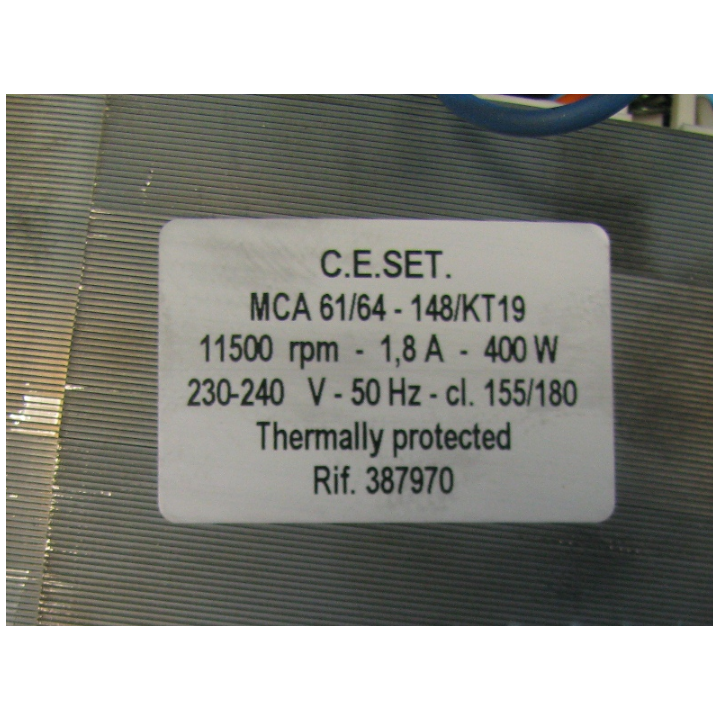 C.E.SET.
MCA 61/64 - 148/KT19
11500 rpm - 1,8 A - 400 W
230-240 V - 50 Hz - cl. 155/180
Thermally protected
Rif. 387970